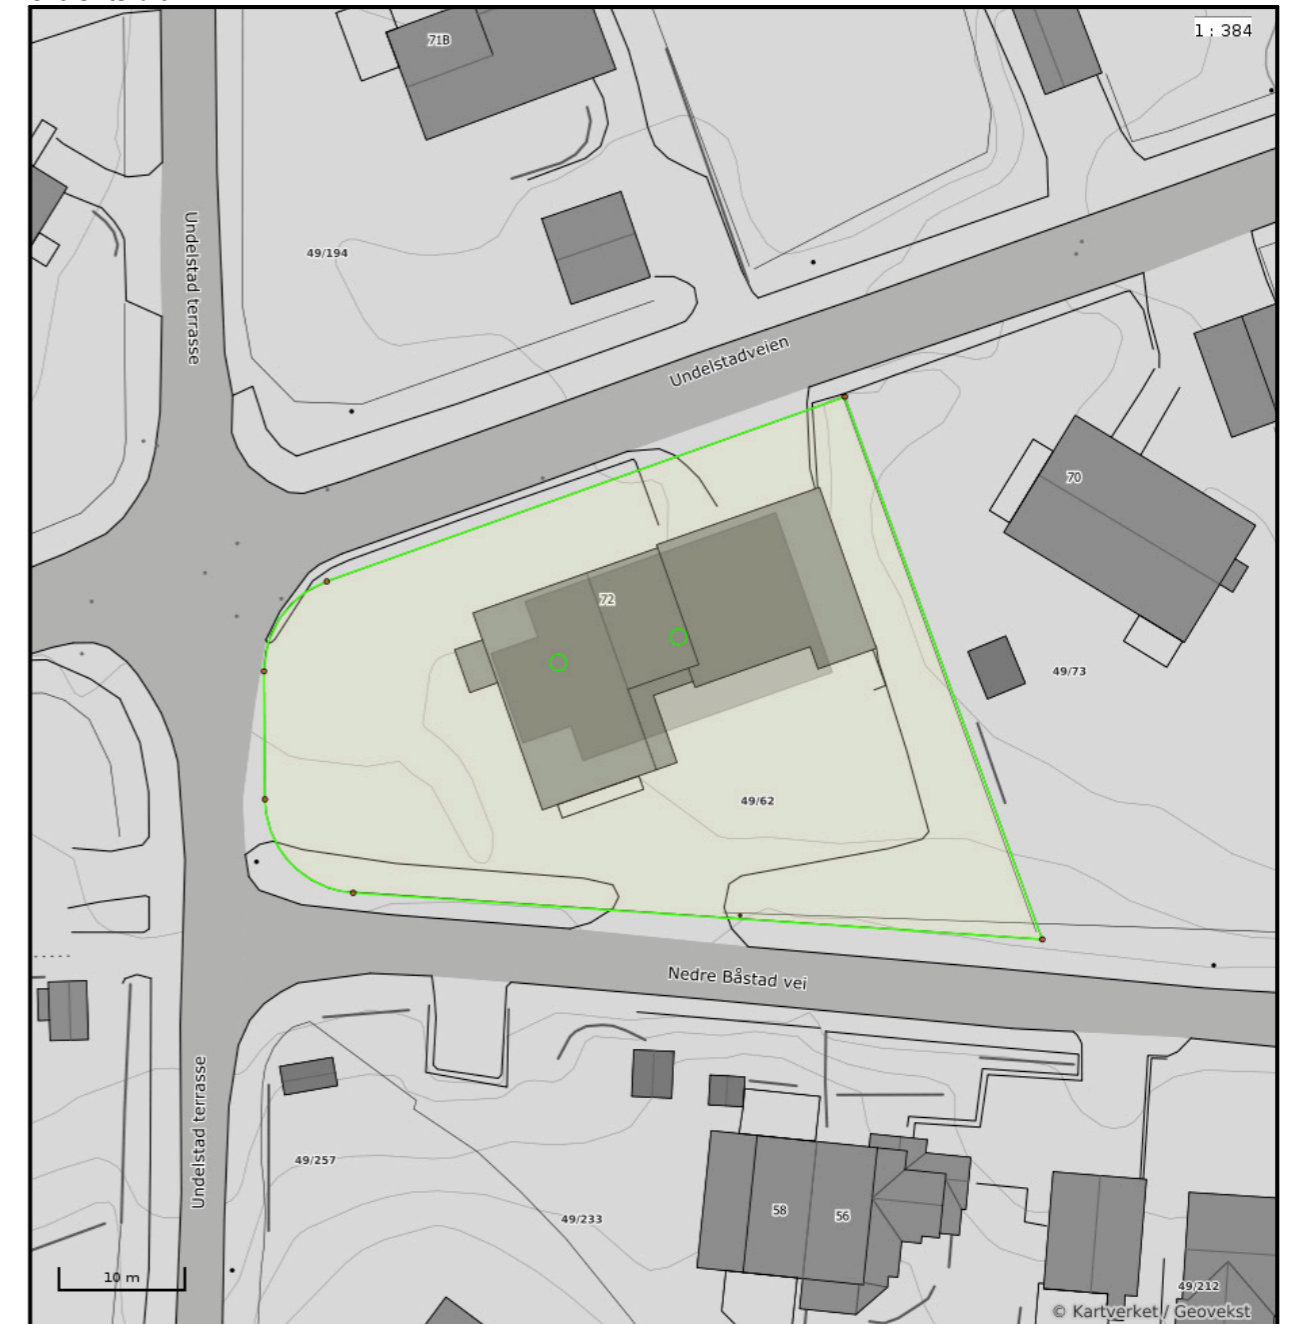 1 : 384
71B
Undelstad terrasse
49/194
Undelstadveien
70
72
49/73
49/62
Nedre Båstad vei
Undelstad terrasse
49/257
49/233
58
56
49/212
10 m
© Kartverket / Geovekst